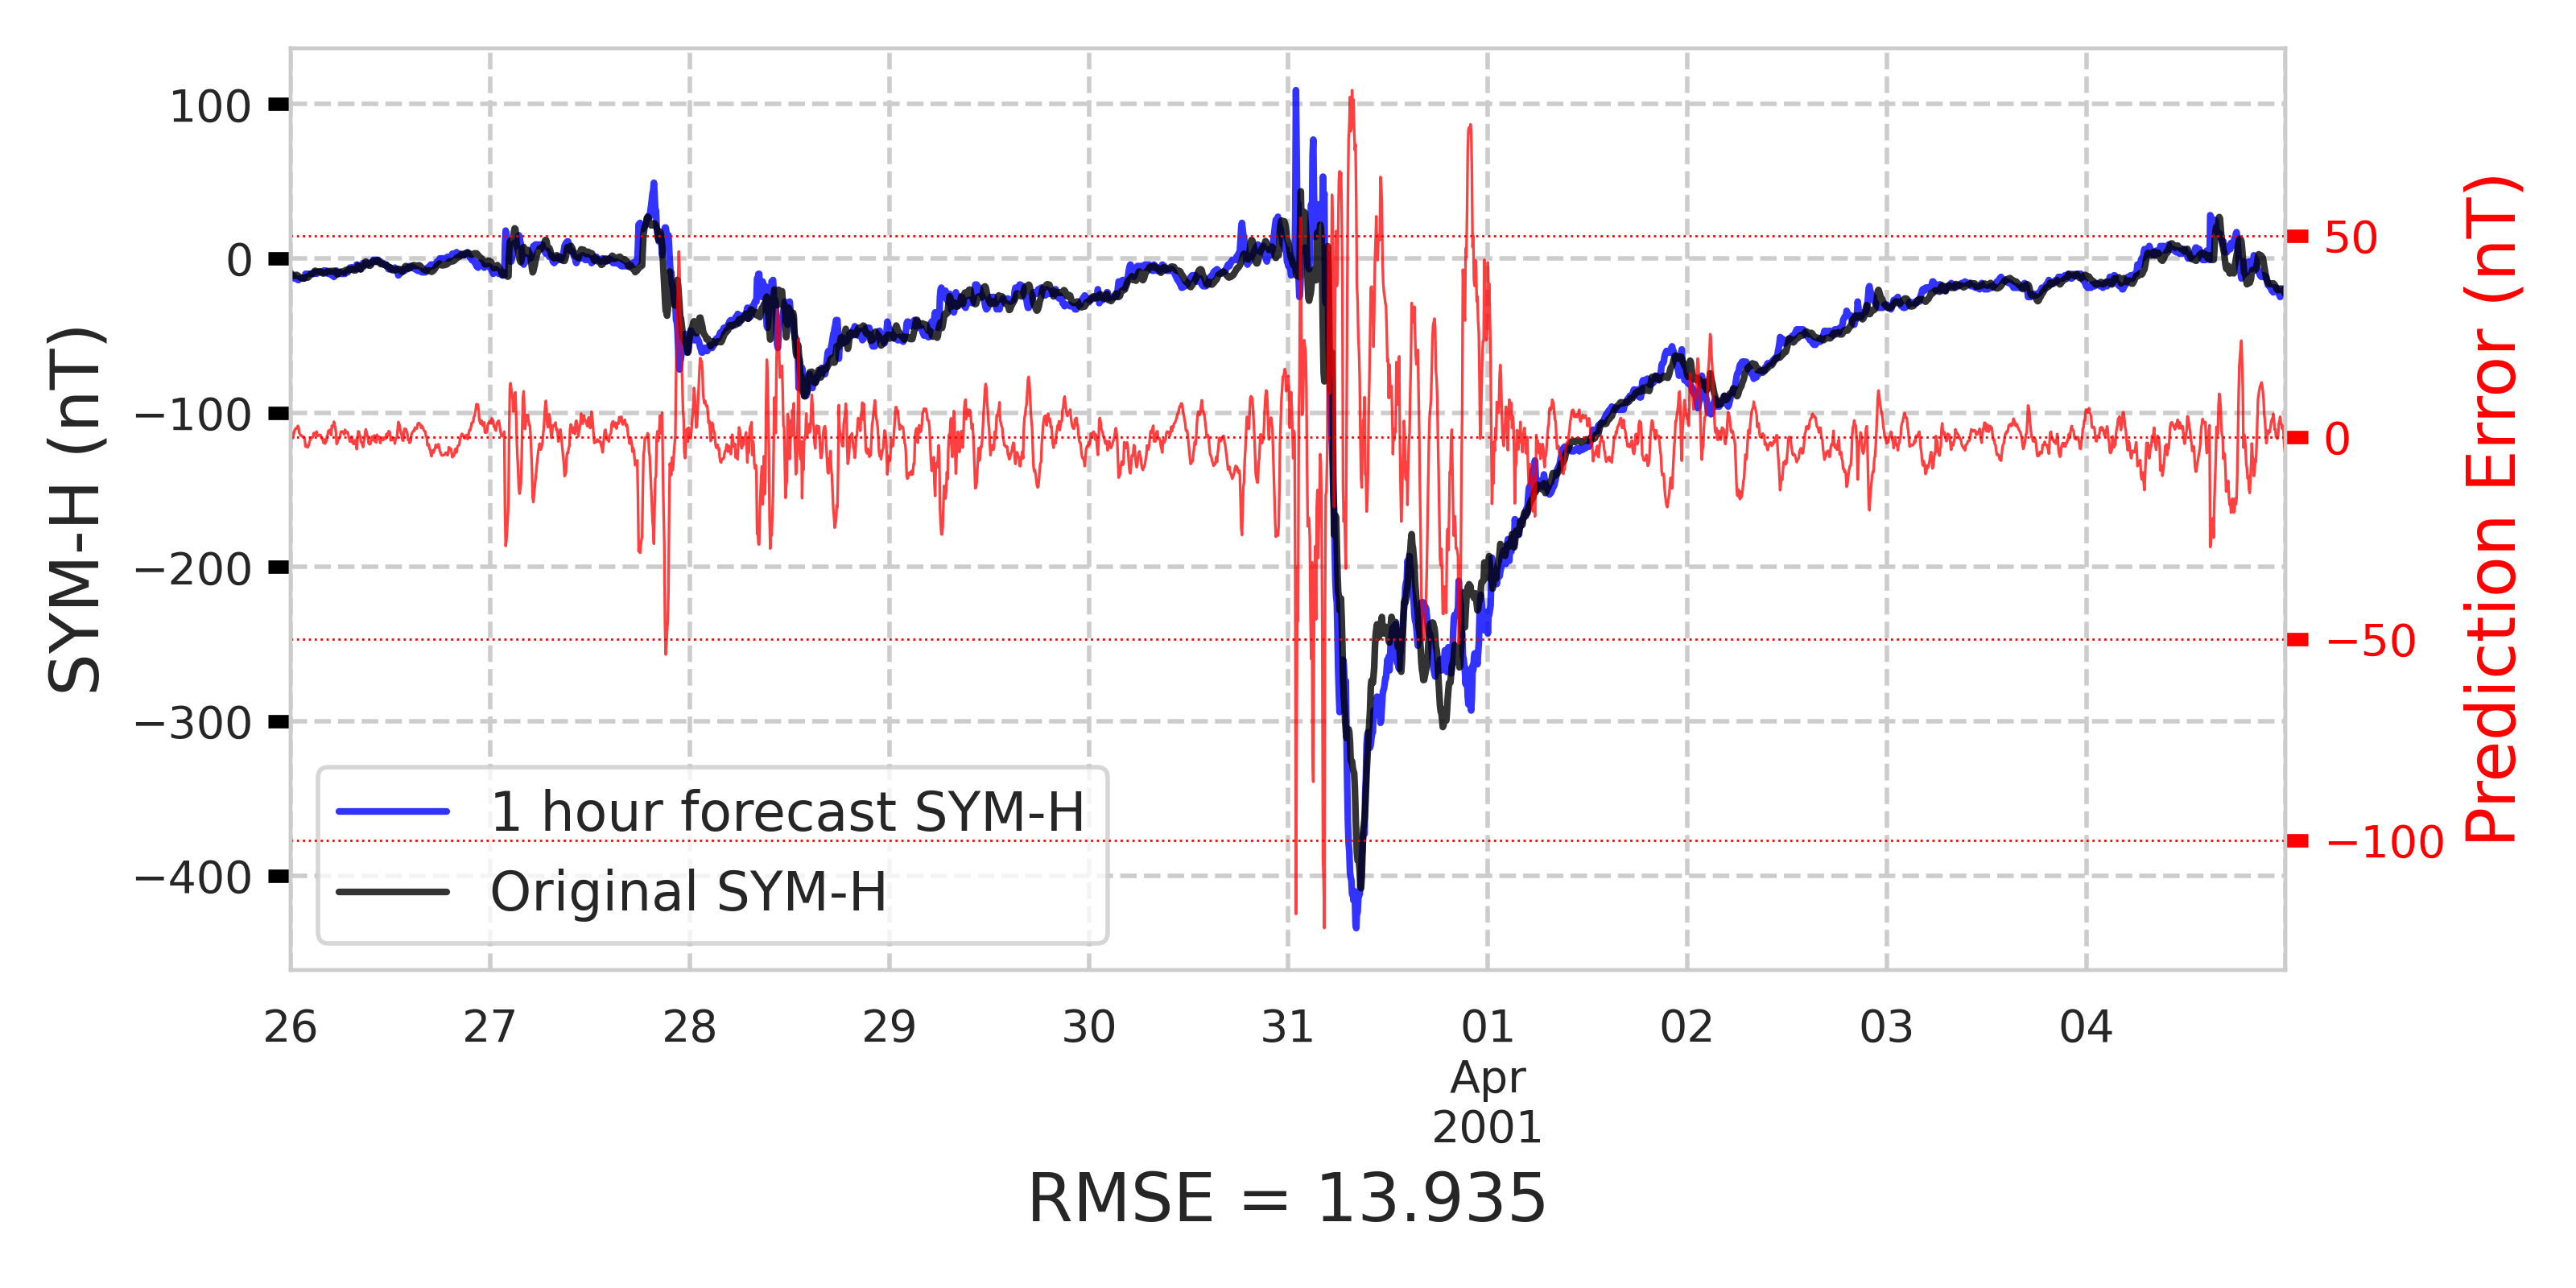 SYM-H (nT)
100
0
−100
−200
−300
−400
1 hour forecast SYM-H
Original SYM-H
50
0
−50
−100
Prediction Error (nT)
26 27 28 29 30 31 01 02 03 04
Apr
2001
RMSE = 13.935